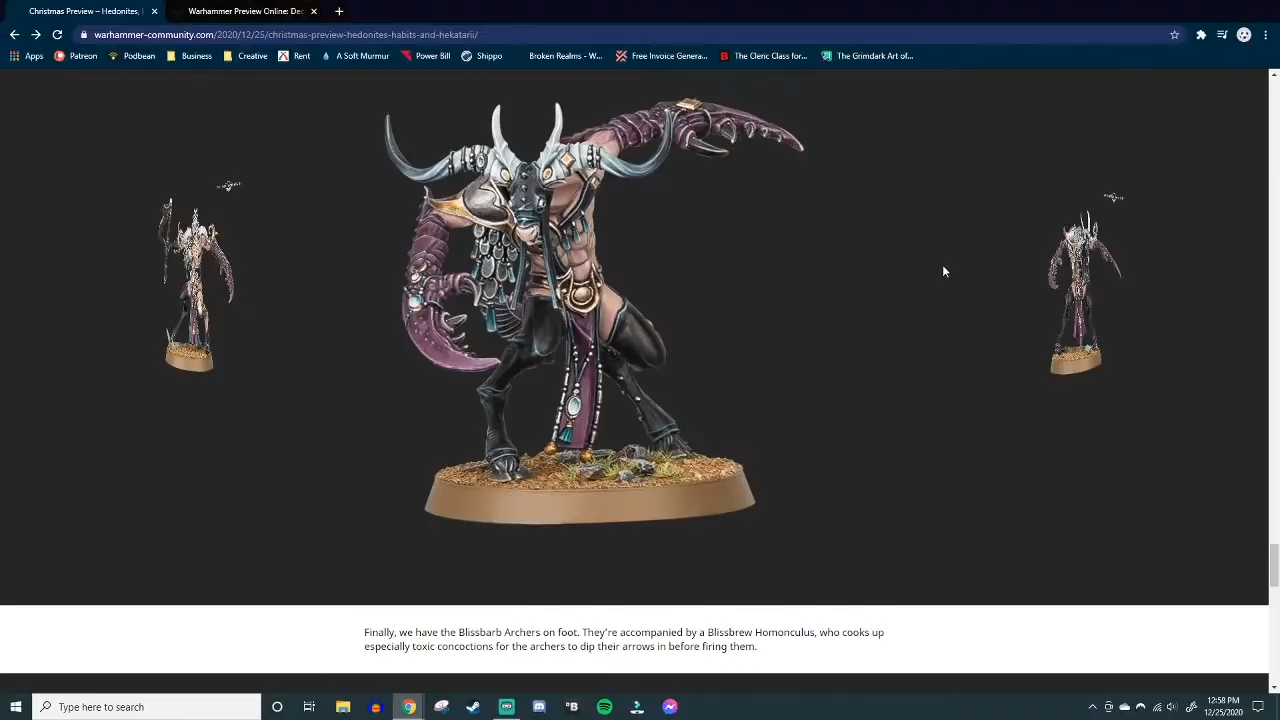 Christmas Preview – Hedonites, 
Warhammer Preview Online: Dec
warhammer-community.com/2020/12/25/christmas-preview-hedonites-habits-and-hekatarii/
Apps Patreon Podbean Business Creative Rent A Soft Murmur Power Bill Shippo Broken Realms - W... Free Invoice Genera... The Cleric Class for... The Grimdark Art of...
Finally, we have the Blissbarb Archers on foot. They’re accompanied by a Blissbrew Homonculus, who cooks up
especially toxic concoctions for the archers to dip their arrows in before firing them.
Type here to search
12:58 PM
12/25/2020